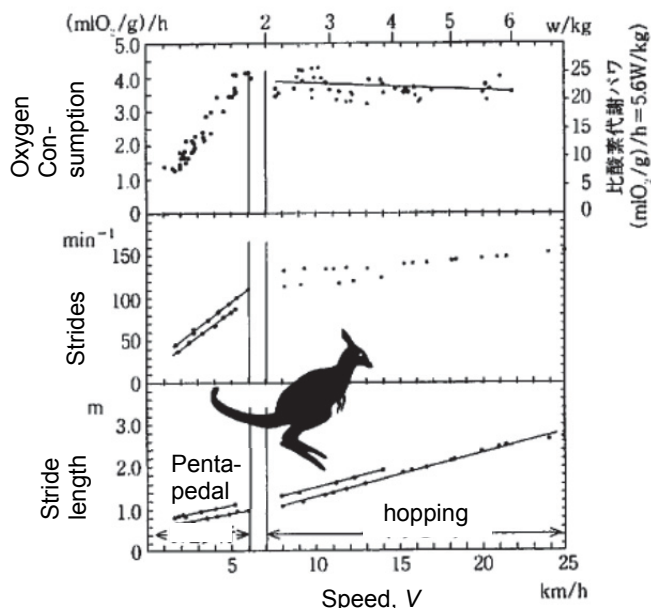 (mlO₂/g)/h
2
3
4
5
6
w/kg
Oxygen
Con-
sumption
5.0
4.0
3.0
2.0
1.0
0
25
20
15
10
5
0
比酸素代謝パワ
(mlO₂/g)/h=5.6W/kg
min⁻¹
Strides
150
100
50
0
m
Stride
length
3.0
2.0
1.0
0
Penta-
pedal
hopping
5
10
15
20
25
Speed, V
km/h